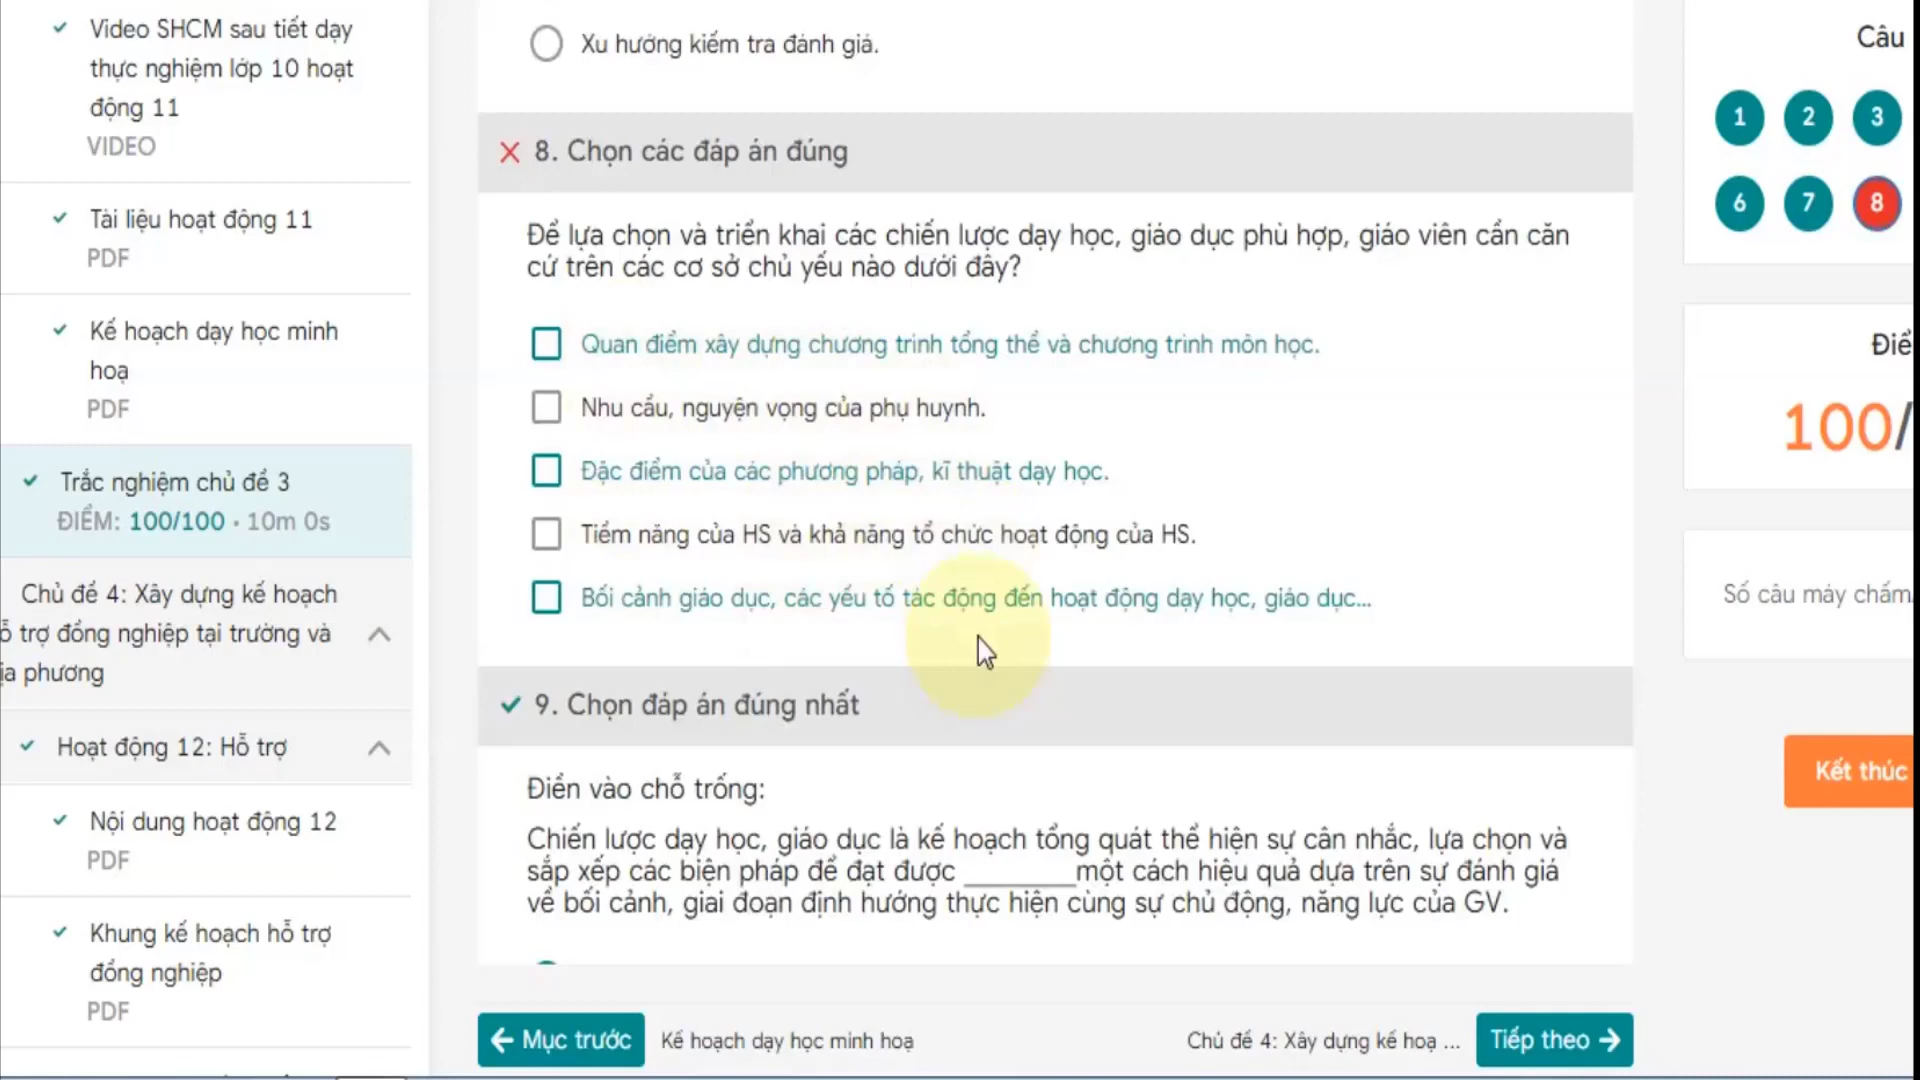 Video SHCM sau tiết dạy
thực nghiệm lớp 10 hoạt
động 11
VIDEO
Tài liệu hoạt động 11
PDF
Kế hoạch dạy học minh
hoạ
PDF
Trắc nghiệm chủ đề 3
ĐIỂM: 100/100 • 10m 0s
Chủ đề 4: Xây dựng kế hoạch
ỗ trợ đồng nghiệp tại trường và
ịa phương
Hoạt động 12: Hỗ trợ
Nội dung hoạt động 12
PDF
Khung kế hoạch hỗ trợ
đồng nghiệp
PDF
Xu hướng kiểm tra đánh giá.
8. Chọn các đáp án đúng
Để lựa chọn và triển khai các chiến lược dạy học, giáo dục phù hợp, giáo viên cần căn
cứ trên các cơ sở chủ yếu nào dưới đây?
Quan điểm xây dựng chương trình tổng thể và chương trình môn học.
Nhu cầu, nguyện vọng của phụ huynh.
Đặc điểm của các phương pháp, kĩ thuật dạy học.
Tiềm năng của HS và khả năng tổ chức hoạt động của HS.
Bối cảnh giáo dục, các yếu tố tác động đến hoạt động dạy học, giáo dục...
9. Chọn đáp án đúng nhất
Điền vào chỗ trống:
Chiến lược dạy học, giáo dục là kế hoạch tổng quát thể hiện sự cân nhắc, lựa chọn và
sắp xếp các biện pháp để đạt được ________một cách hiệu quả dựa trên sự đánh giá
về bối cảnh, giai đoạn định hướng thực hiện cùng sự chủ động, năng lực của GV.
← Mục trước
Kế hoạch dạy học minh hoạ
Chủ đề 4: Xây dựng kế hoạ ...
Tiếp theo →
Câu
1 2 3
6 7 8
Điể
100/
Số câu máy chấm
Kết thúc